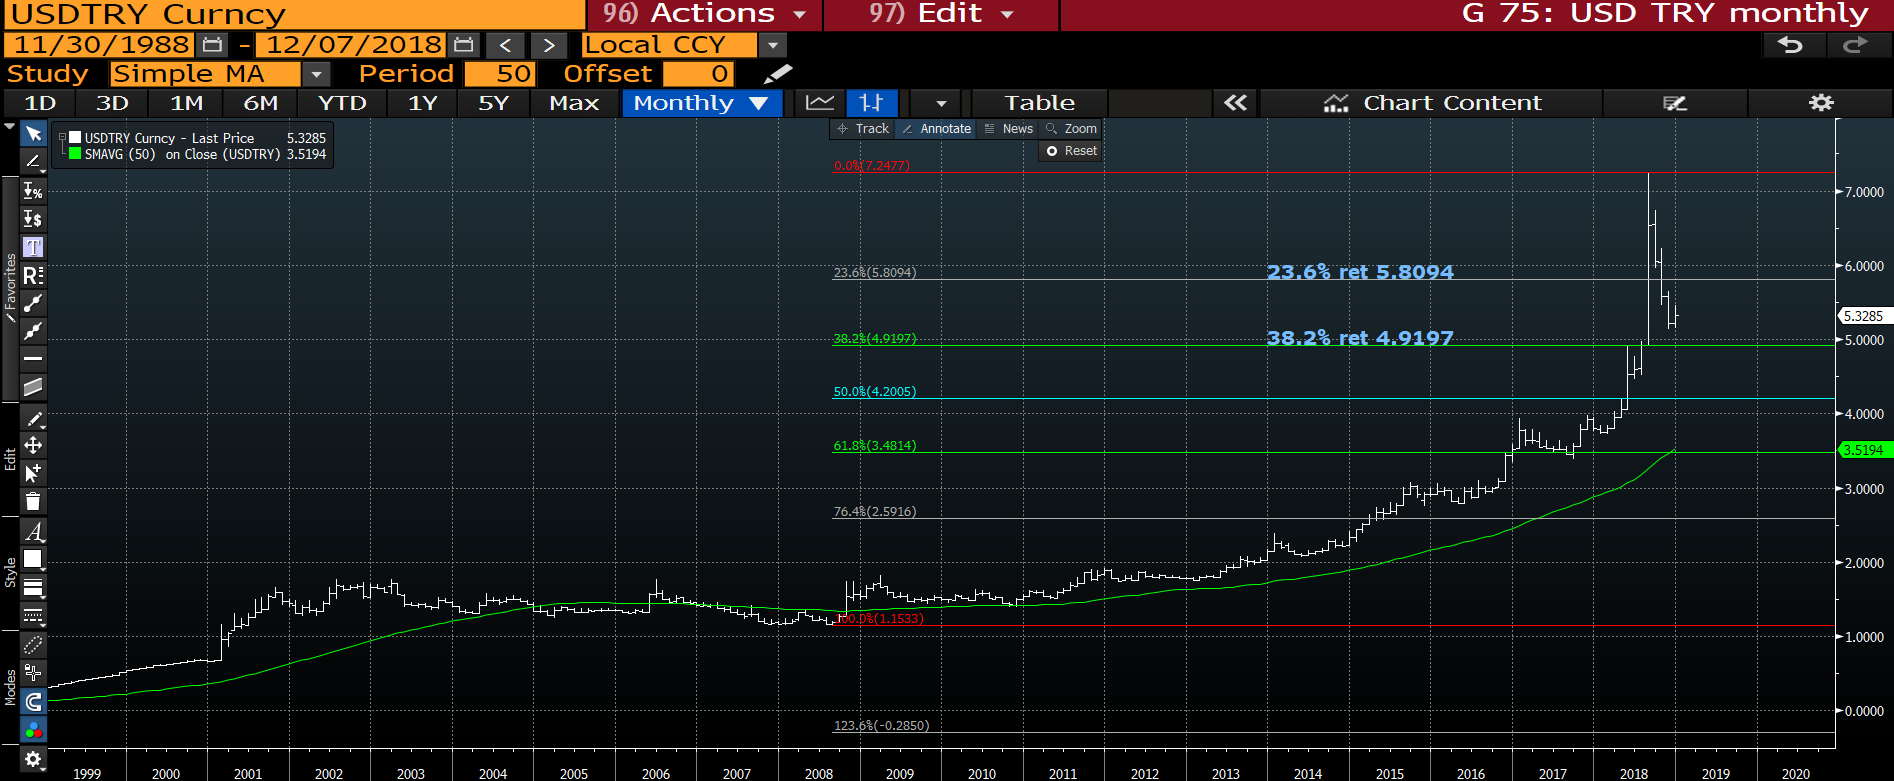 USDTRY Curncy 96) Actions 97) Edit G 75: USD TRY monthly
11/30/1988 - 12/07/2018 < > Local CCY
Study Simple MA Period 50 Offset 0
1D 3D 1M 6M YTD 1Y 5Y Max Monthly ▼ Table « Chart Content
Track Annotate News Zoom
Reset
USDTRY Curncy - Last Price 5.3285
SMAVG (50) on Close (USDTRY) 3.5194
%
$
T
R
A
Favorites
Edit
Style
Modes
0.0%(7.2477)
23.6%(5.8094)
23.6% ret 5.8094
38.2%(4.9197)
38.2% ret 4.9197
50.0%(4.2005)
61.8%(3.4814)
76.4%(2.5916)
100.0%(1.1533)
123.6%(-0.2850)
7.0000
6.0000
5.3285
5.0000
4.0000
3.5194
3.0000
2.0000
1.0000
0.0000
1999 2000 2001 2002 2003 2004 2005 2006 2007 2008 2009 2010 2011 2012 2013 2014 2015 2016 2017 2018 2019 2020